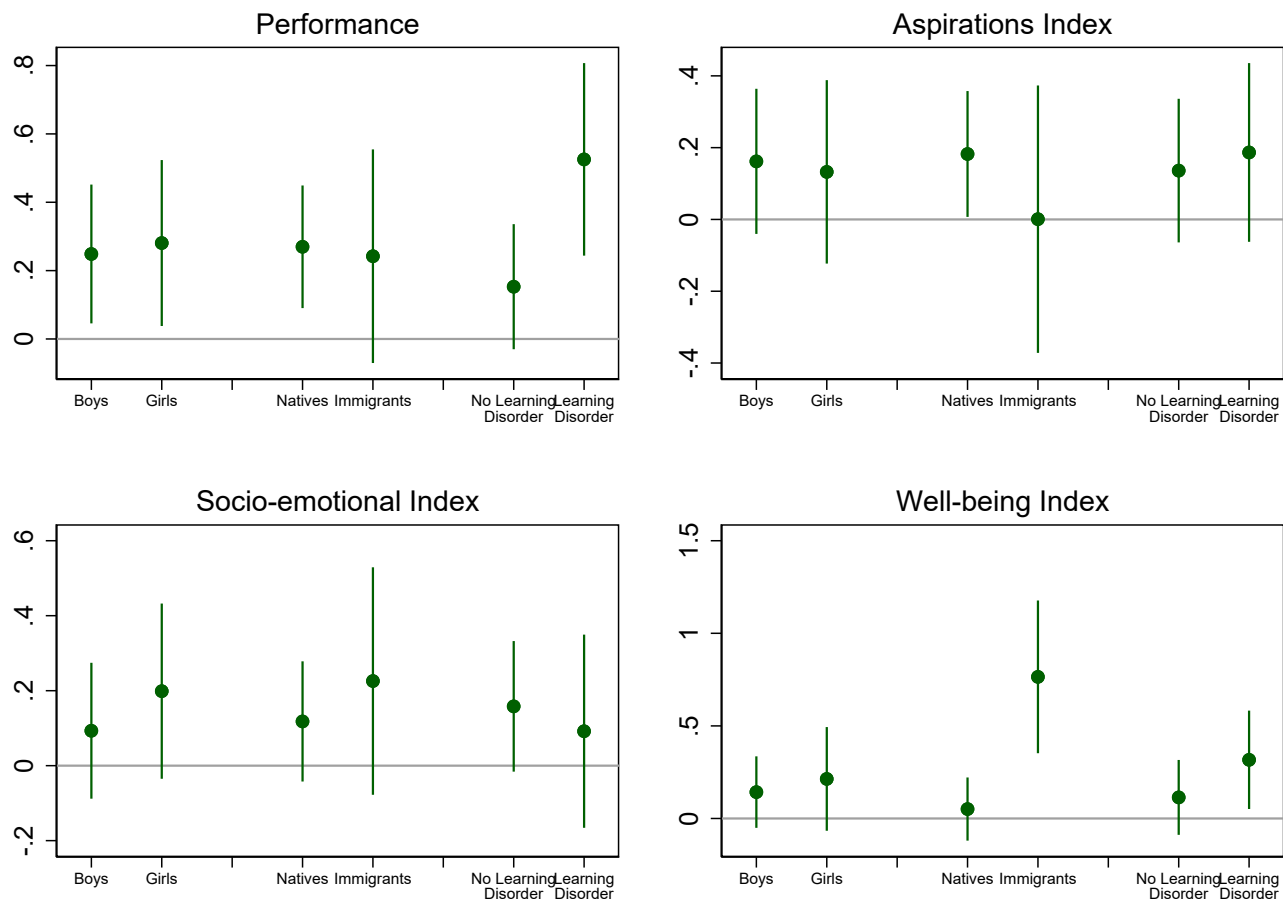 Performance
.8
.6
.4
.2
0
Boys Girls Natives Immigrants No Learning Learning
Disorder Disorder
Aspirations Index
.4
.2
0
-.2
-.4
Boys Girls Natives Immigrants No Learning Learning
Disorder Disorder
Socio-emotional Index
.6
.4
.2
0
-.2
Boys Girls Natives Immigrants No Learning Learning
Disorder Disorder
Well-being Index
1.5
1
.5
0
Boys Girls Natives Immigrants No Learning Learning
Disorder Disorder